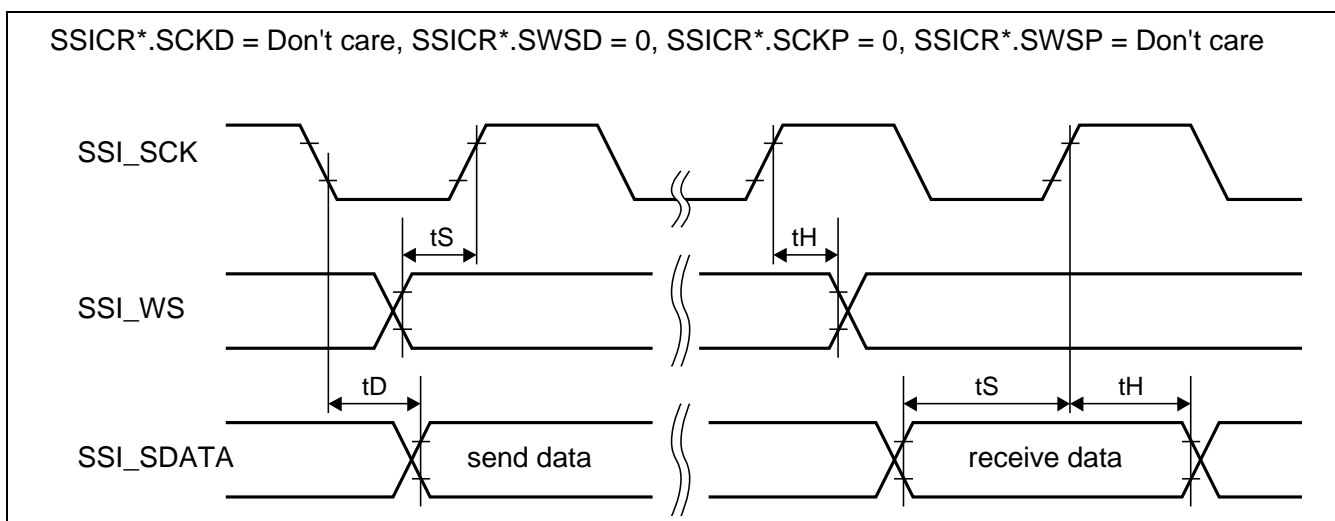 SSICR*.SCKD = Don't care, SSICR*.SWSD = 0, SSICR*.SCKP = 0, SSICR*.SWSP = Don't care
SSI_SCK
tS
tH
SSI_WS
tD
tS
tH
SSI_SDATA
send data
receive data